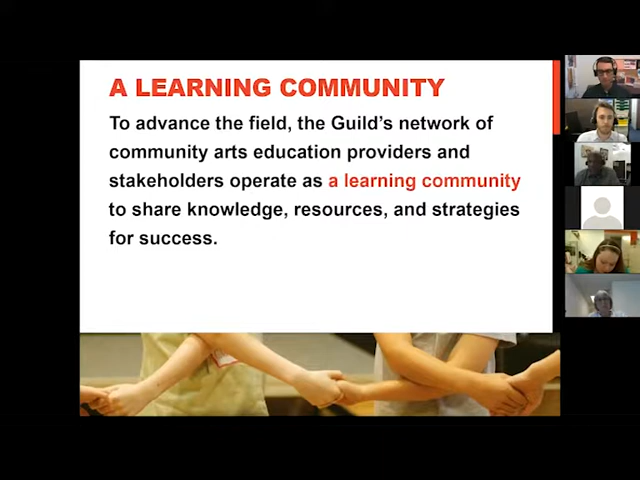 A LEARNING COMMUNITY
To advance the field, the Guild's network of
community arts education providers and
stakeholders operate as a learning community
to share knowledge, resources, and strategies
for success.